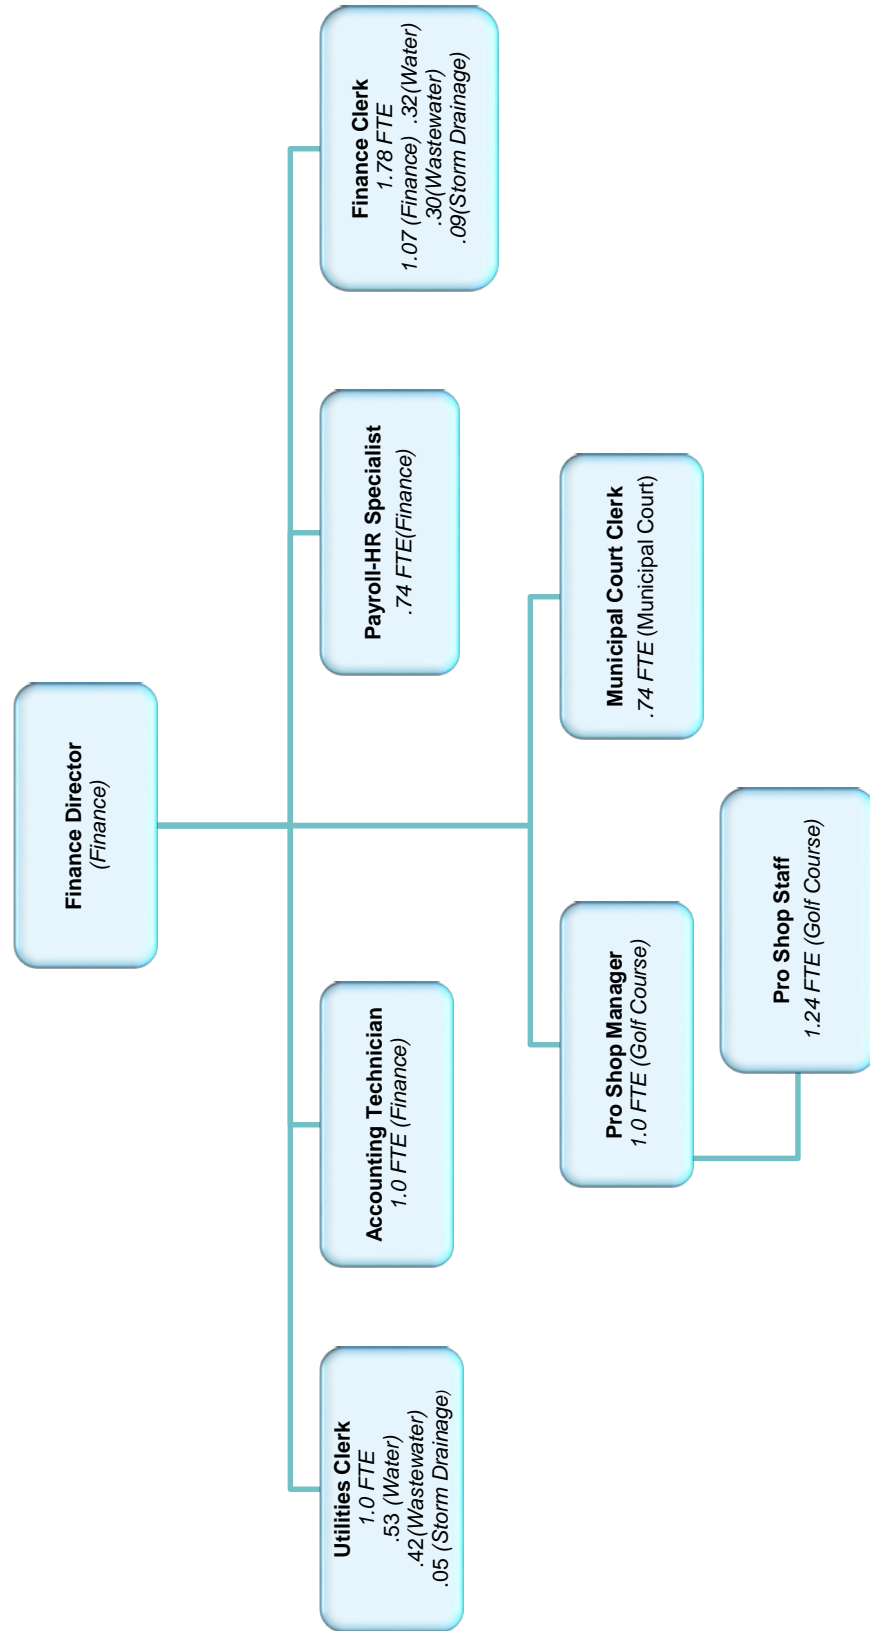 Finance Director
(Finance)
Utilities Clerk
1.0 FTE
.53 (Water)
.42(Wastewater)
.05 (Storm Drainage)
Accounting Technician
1.0 FTE (Finance)
Payroll-HR Specialist
.74 FTE(Finance)
Finance Clerk
1.78 FTE
1.07 (Finance) .32(Water)
.30(Wastewater)
.09(Storm Drainage)
Pro Shop Manager
1.0 FTE (Golf Course)
Municipal Court Clerk
.74 FTE (Municipal Court)
Pro Shop Staff
1.24 FTE (Golf Course)